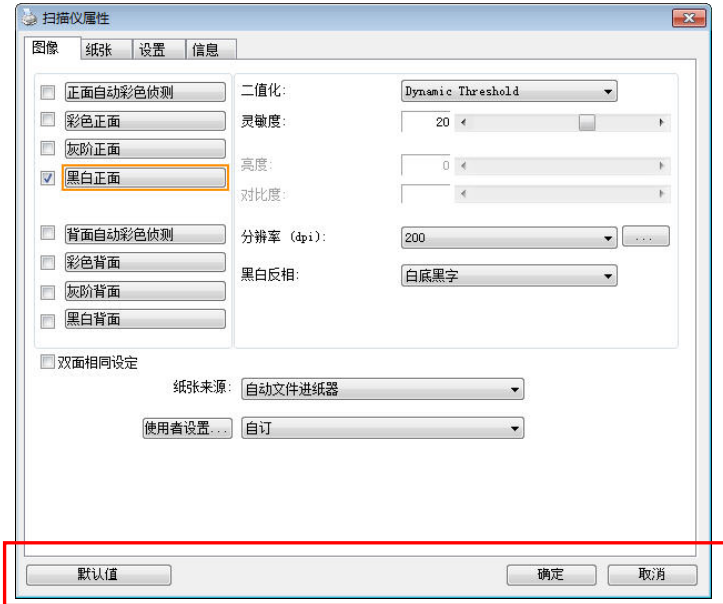 扫描仪属性
图像 纸张 设置 信息
正面自动彩色侦测 二值化: Dynamic Threshold
彩色正面 灵敏度: 20
灰阶正面
亮度: 0
黑白正面
对比度:
背面自动彩色侦测 分辨率 (dpi): 200 ...
彩色背面
黑白反相: 白底黑字
灰阶背面
黑白背面
双面相同设定
纸张来源: 自动文件进纸器
使用者设置... 自订
默认值 确定 取消